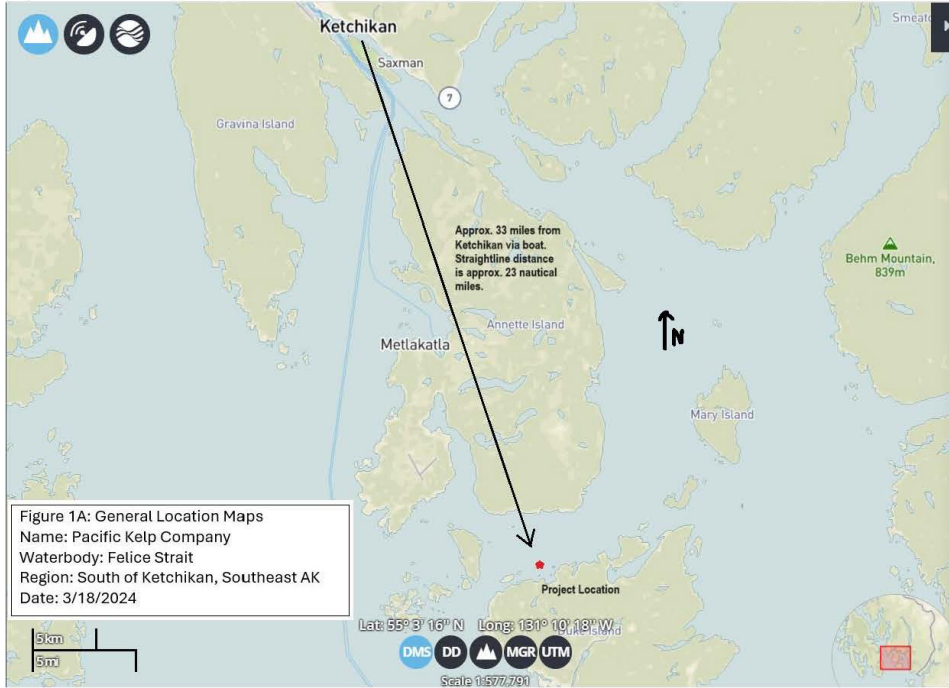 Ketchikan
Smeato
Saxman
7
Gravina Island
Approx. 33 miles from
Ketchikan via boat.
Straightline distance
is approx. 23 nautical
miles.
Behm Mountain,
839m
N
Annette Island
Metlakatla
Mary Island
Figure 1A: General Location Maps
Name: Pacific Kelp Company
Waterbody: Felice Strait
Region: South of Ketchikan, Southeast AK
Date: 3/18/2024
Project Location
Lat: 55° 3' 16" N Long: 131° 10' 18" W
Duke Island
5km
5mi
DMS DD MGR UTM
Scale 1:577,791